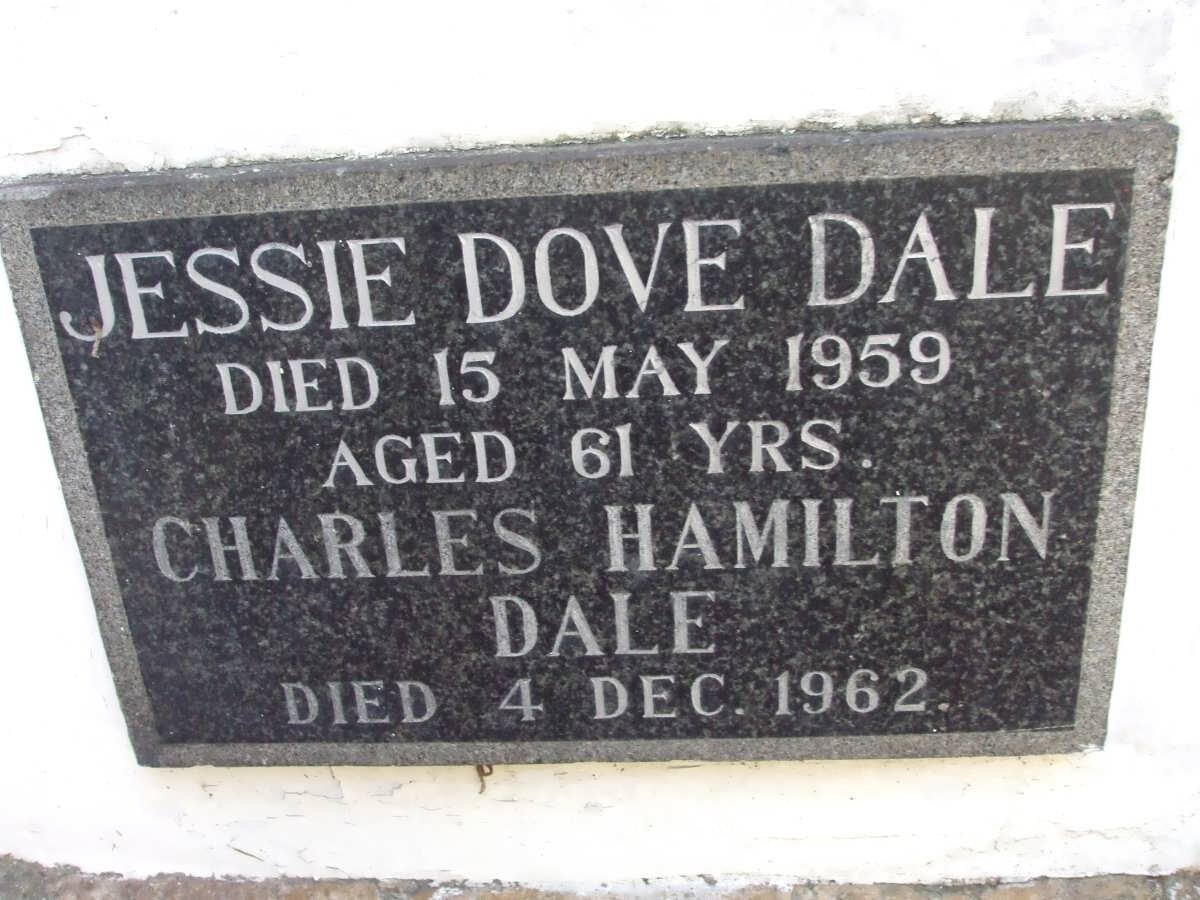 JESSIE DOVE DALE
DIED 15 MAY 1959
AGED 61 YRS.
CHARLES HAMILTON
DALE
DIED 4 DEC. 1962.